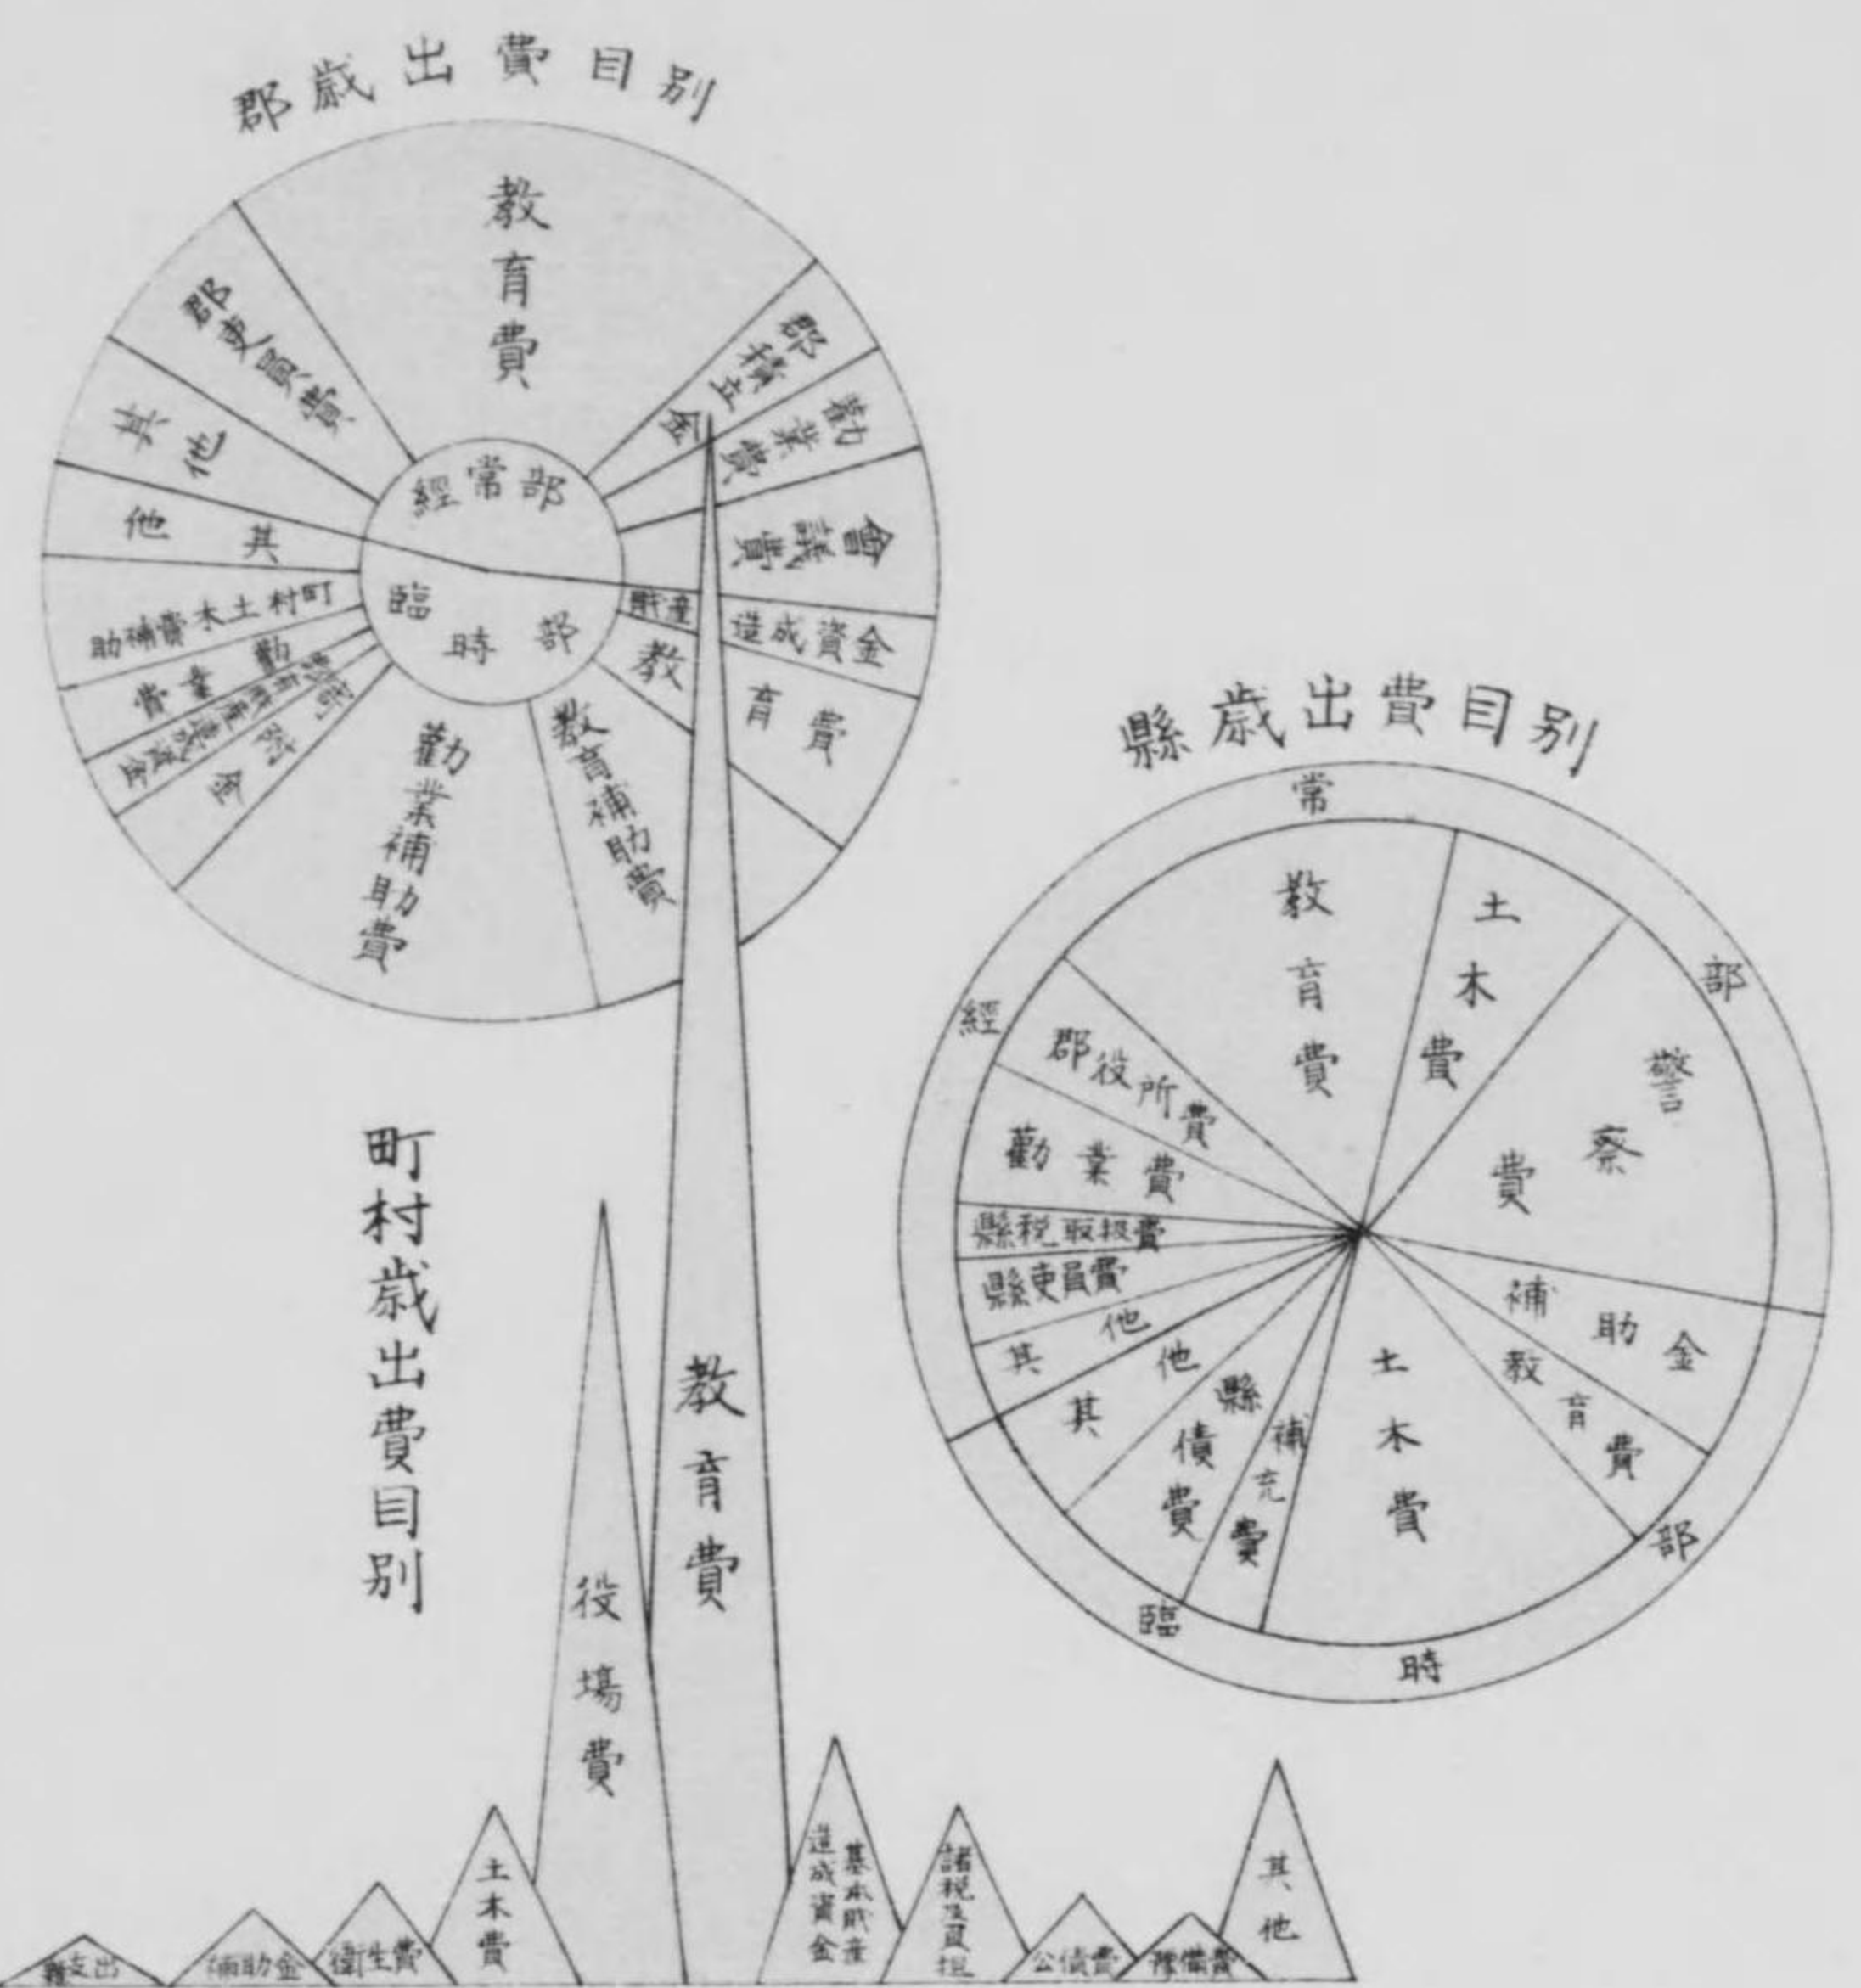 郡歳出費目別
教育費
郡積立金
勸業費
會議費
財産造成資金
教育費
教育補助費
勸業補助費
勸業費
町村土木費補助
其他
其他
郡吏員費
經常部
臨時部
縣歳出費目別
經常部
教育費
土木費
警察費
郡役所費
勸業費
縣税取扱費
縣吏員費
其他
臨時部
補助金
教育費
土木費
補充費
縣債費
其他
町村歳出費目別
支出
補助金
衛生費
土木費
役場費
教育費
基本財産造成資金
諸税及負担
公債費
豫備費
其他